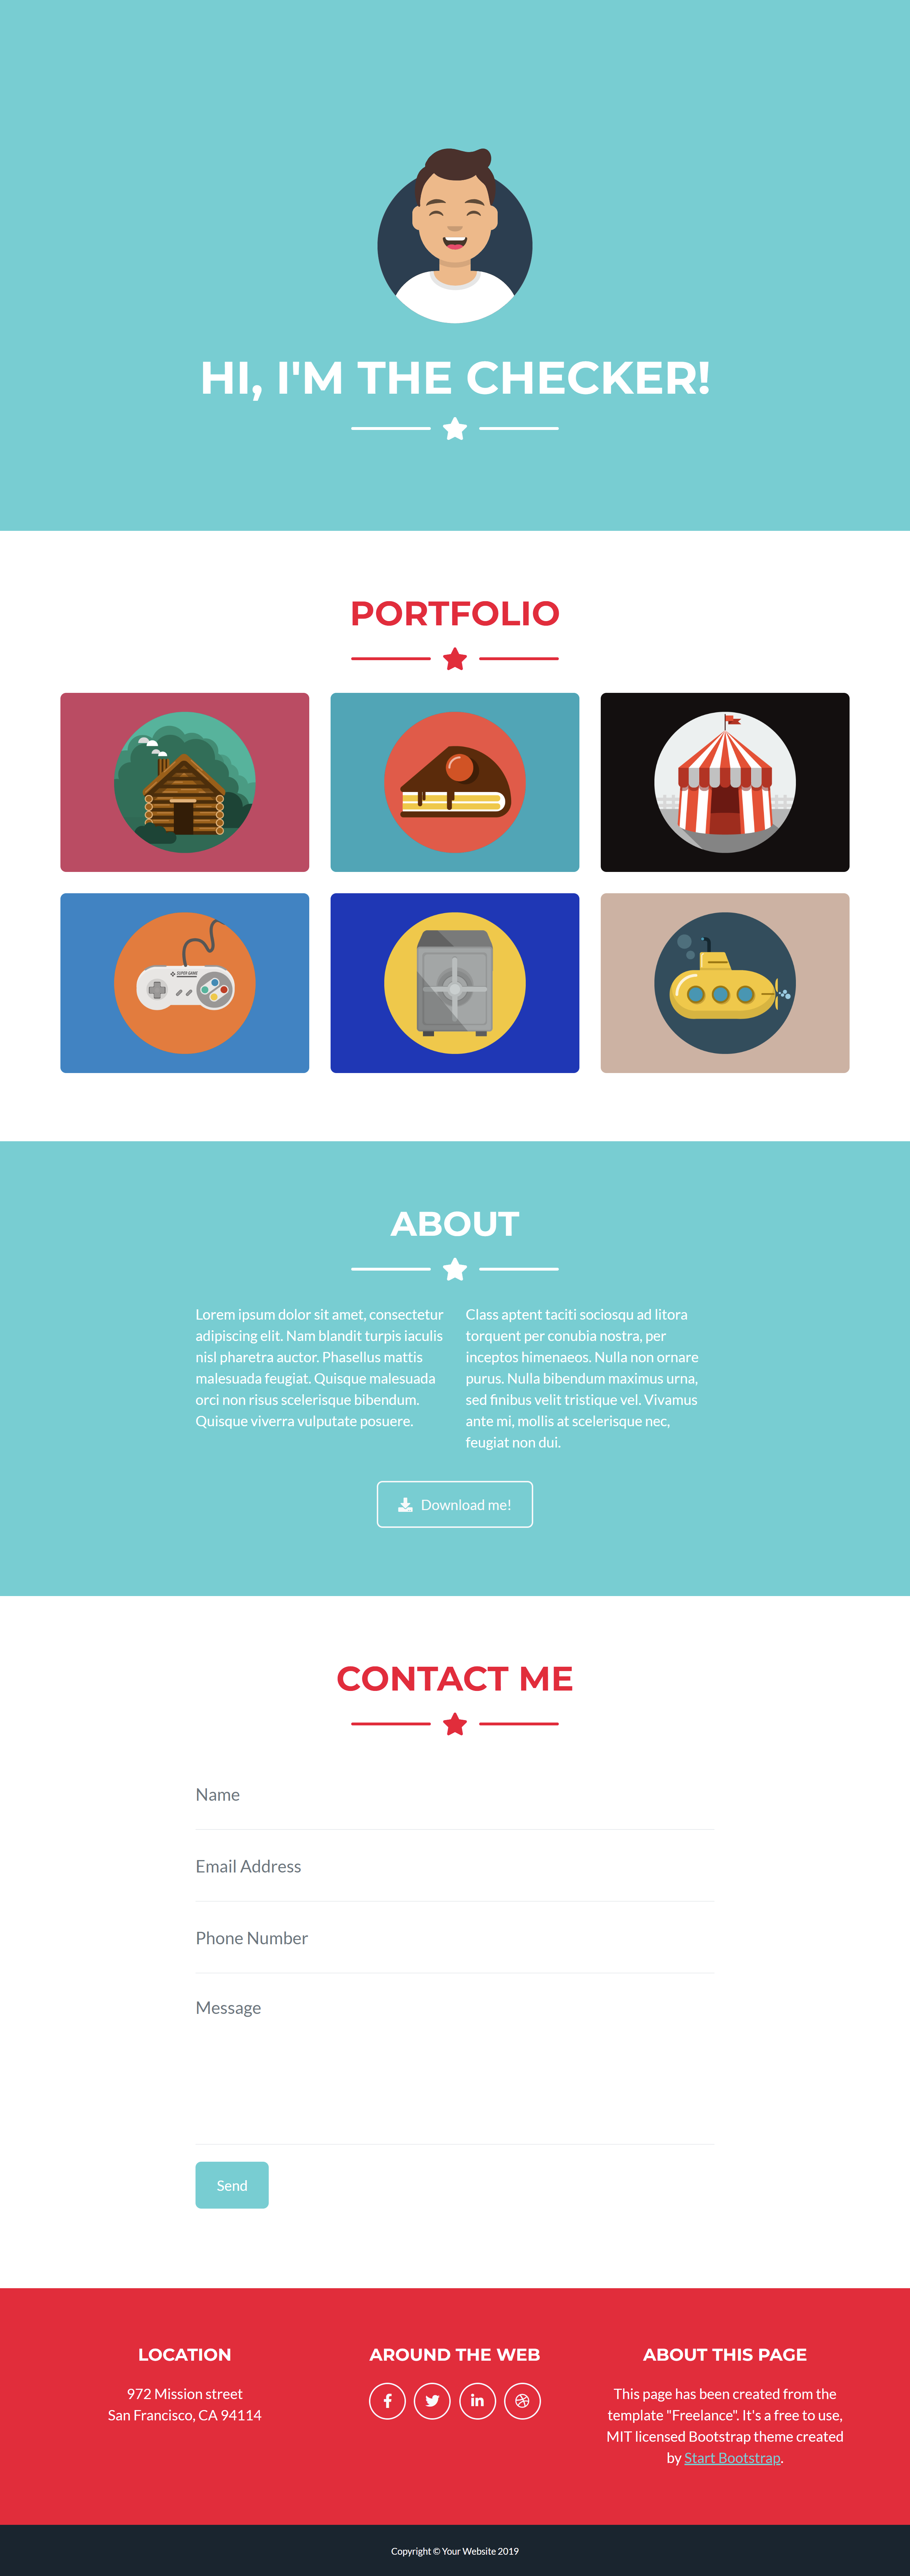 HI, I'M THE CHECKER!
PORTFOLIO
SUPER GAME
ABOUT
Lorem ipsum dolor sit amet, consectetur
adipiscing elit. Nam blandit turpis iaculis
nisl pharetra auctor. Phasellus mattis
malesuada feugiat. Quisque malesuada
orci non risus scelerisque bibendum.
Quisque viverra vulputate posuere.
Class aptent taciti sociosqu ad litora
torquent per conubia nostra, per
inceptos himenaeos. Nulla non ornare
purus. Nulla bibendum maximus urna,
sed finibus velit tristique vel. Vivamus
ante mi, mollis at scelerisque nec,
feugiat non dui.
Download me!
CONTACT ME
Name
Email Address
Phone Number
Message
Send
LOCATION
972 Mission street
San Francisco, CA 94114
AROUND THE WEB
ABOUT THIS PAGE
This page has been created from the
template "Freelance". It's a free to use,
MIT licensed Bootstrap theme created
by Start Bootstrap.
Copyright © Your Website 2019